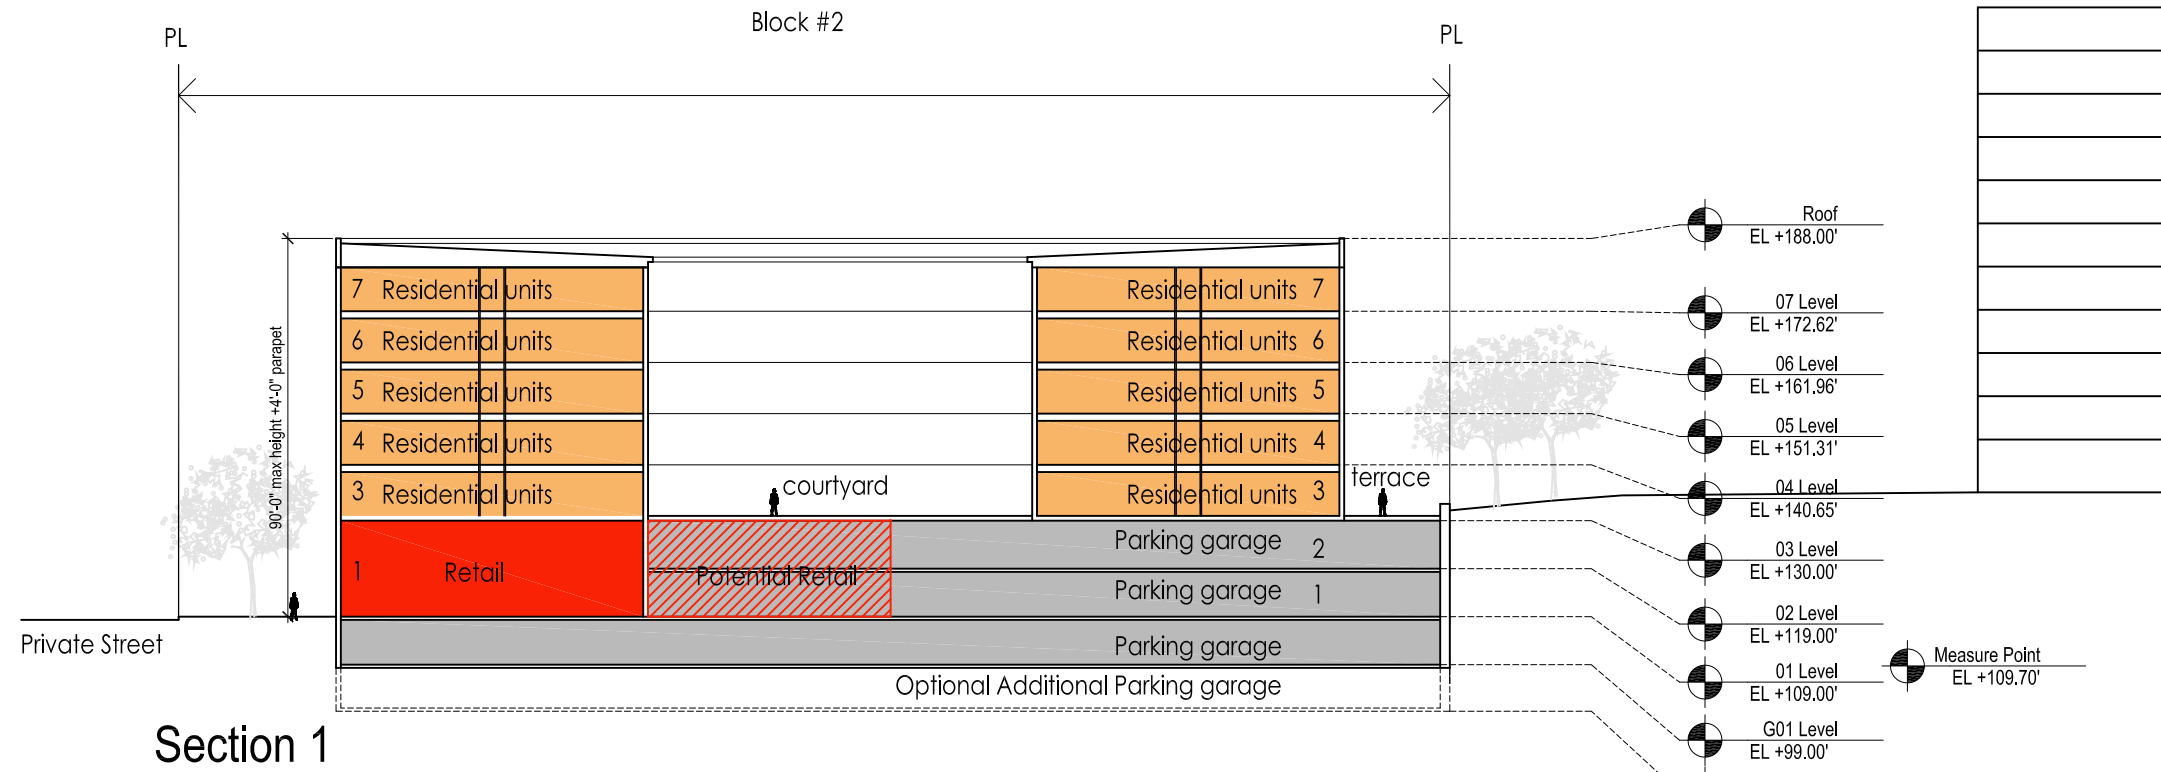 Block #2
PL
PL
Roof
EL +188.00'
7 Residential units
Residential units 7
07 Level
EL +172.62'
6 Residential units
Residential units 6
06 Level
EL +161.96'
5 Residential units
Residential units 5
05 Level
EL +151.31'
4 Residential units
Residential units 4
04 Level
EL +140.65'
3 Residential units
courtyard
Residential units 3
terrace
90'-0" max height +4'-0" parapet
03 Level
EL +130.00'
1 Retail
Potential Retail
Parking garage 2
Parking garage 1
02 Level
EL +119.00'
Private Street
Parking garage
01 Level
EL +109.00'
Measure Point
EL +109.70'
Optional Additional Parking garage
G01 Level
EL +99.00'
Section 1